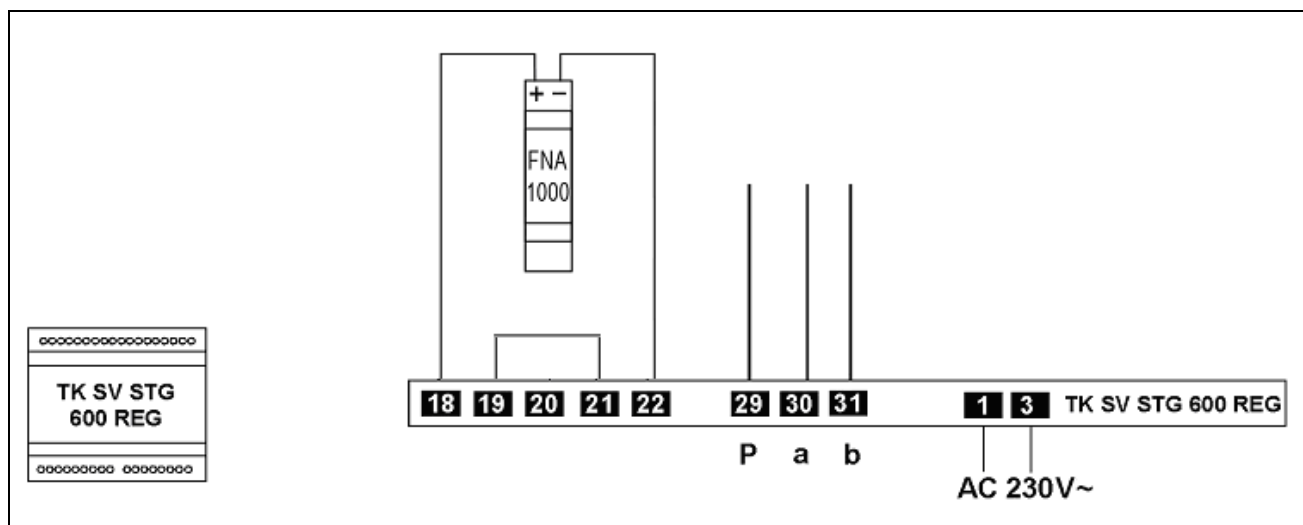 + −
FNA
1000
TK SV STG
600 REG
18 19 20 21 22 29 30 31 1 3 TK SV STG 600 REG
P a b
AC 230V~